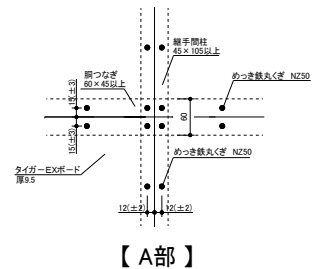 継手間柱
45×105以上
胴つなぎ
60×45以上
めっき鉄丸くぎ NZ50
15(±3)
15(±3)
60
めっき鉄丸くぎ NZ50
タイガーEXボード
厚9.5
12(±2)
12(±2)
【 A部 】